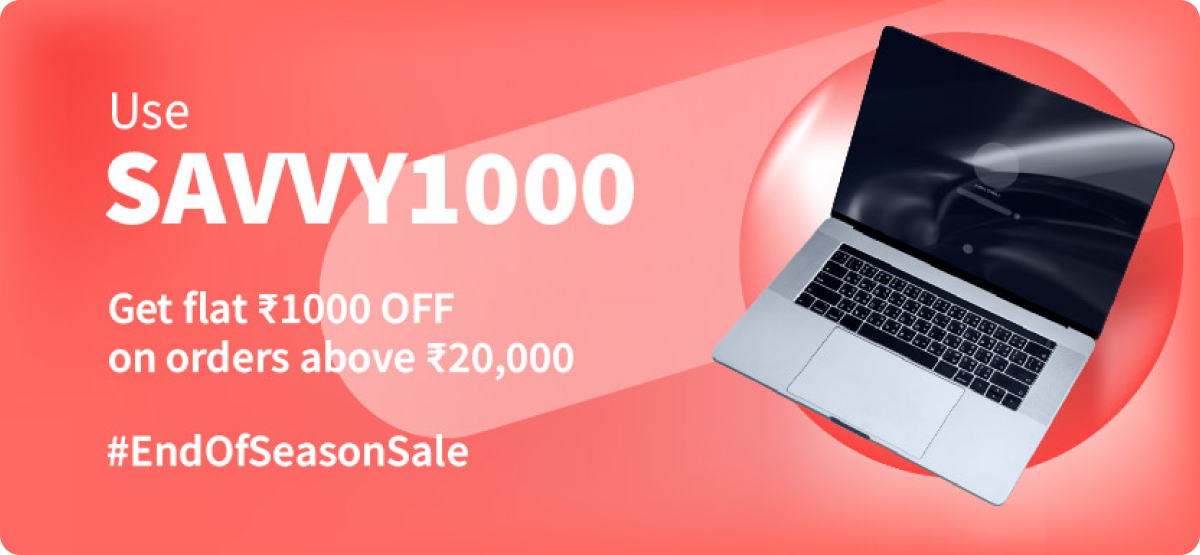 Use
SAVVY1000
Get flat ₹1000 OFF
on orders above ₹20,000
#EndOfSeasonSale